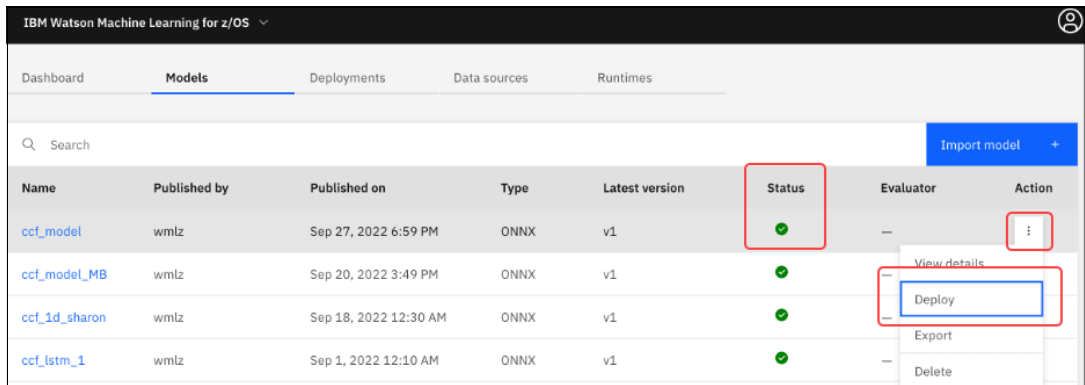 IBM Watson Machine Learning for z/OS
Dashboard Models Deployments Data sources Runtimes
Search Import model +
Name Published by Published on Type Latest version Status Evaluator Action
ccf_model wmlz Sep 27, 2022 6:59 PM ONNX v1 —
View details
ccf_model_MB wmlz Sep 20, 2022 3:49 PM ONNX v1 —
Deploy
ccf_1d_sharon wmlz Sep 18, 2022 12:30 AM ONNX v1 —
Export
ccf_lstm_1 wmlz Sep 1, 2022 12:10 AM ONNX v1 —
Delete